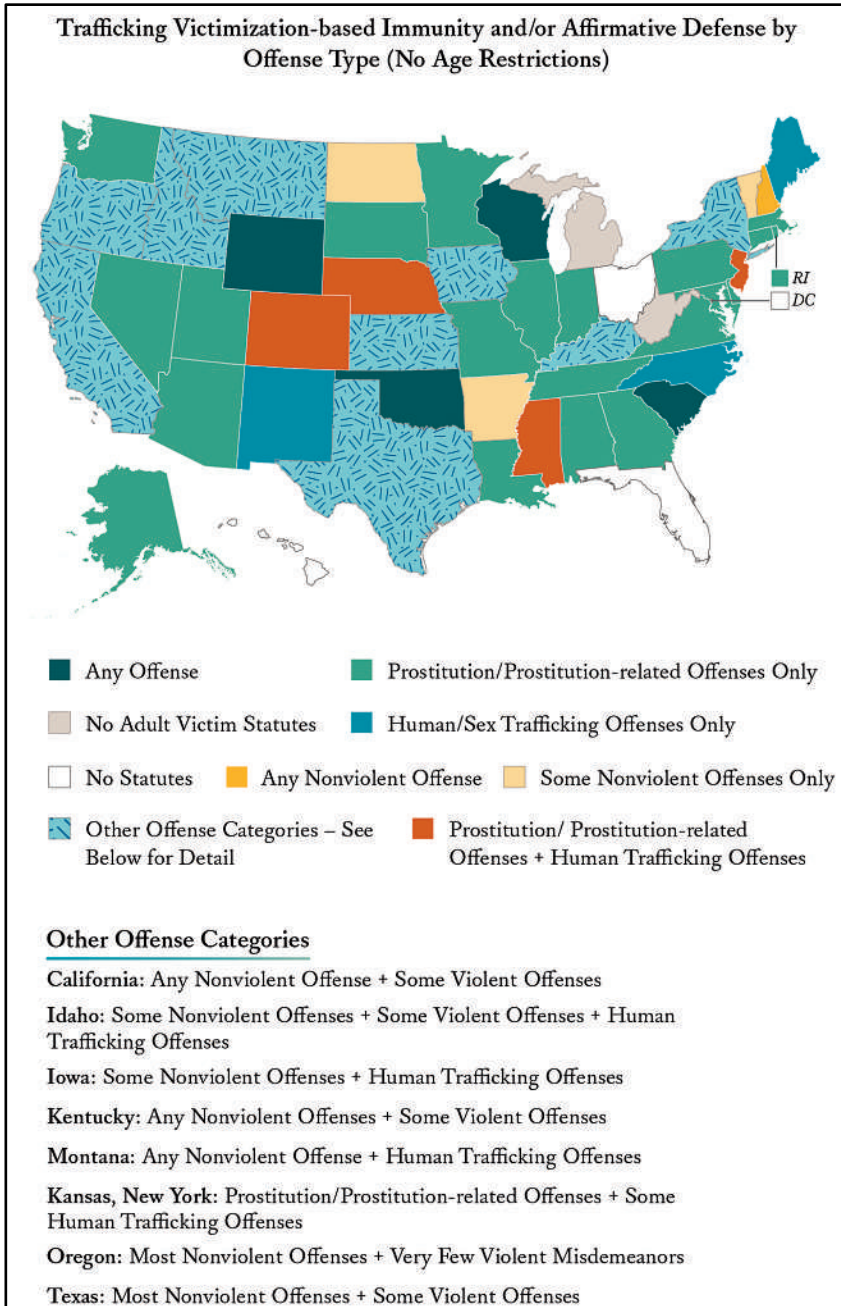 Trafficking Victimization-based Immunity and/or Affirmative Defense by
Offense Type (No Age Restrictions)
RI
DC
Any Offense
Prostitution/Prostitution-related Offenses Only
No Adult Victim Statutes
Human/Sex Trafficking Offenses Only
No Statutes
Any Nonviolent Offense
Some Nonviolent Offenses Only
Other Offense Categories – See
Below for Detail
Prostitution/ Prostitution-related
Offenses + Human Trafficking Offenses
Other Offense Categories
California: Any Nonviolent Offense + Some Violent Offenses
Idaho: Some Nonviolent Offenses + Some Violent Offenses + Human
Trafficking Offenses
Iowa: Some Nonviolent Offenses + Human Trafficking Offenses
Kentucky: Any Nonviolent Offenses + Some Violent Offenses
Montana: Any Nonviolent Offense + Human Trafficking Offenses
Kansas, New York: Prostitution/Prostitution-related Offenses + Some
Human Trafficking Offenses
Oregon: Most Nonviolent Offenses + Very Few Violent Misdemeanors
Texas: Most Nonviolent Offenses + Some Violent Offenses